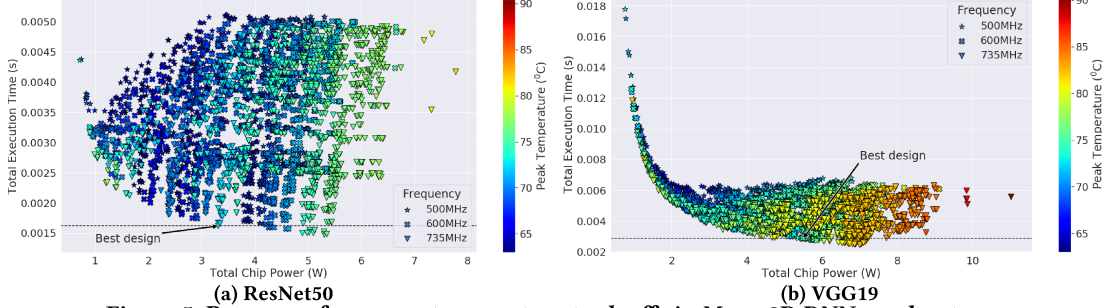 0.0050
0.0045
0.0040
0.0035
0.0030
0.0025
0.0020
0.0015
Total Execution Time (s)
1 2 3 4 5 6 7 8
Total Chip Power (W)
Best design
Frequency
500MHz
600MHz
735MHz
90
85
80
75
70
65
Peak Temperature (⁰C)
(a) ResNet50
0.018
0.016
0.014
0.012
0.010
0.008
0.006
0.004
0.002
Total Execution Time (s)
2 4 6 8 10
Total Chip Power (W)
Best design
Frequency
500MHz
600MHz
735MHz
90
85
80
75
70
65
Peak Temperature (⁰C)
(b) VGG19